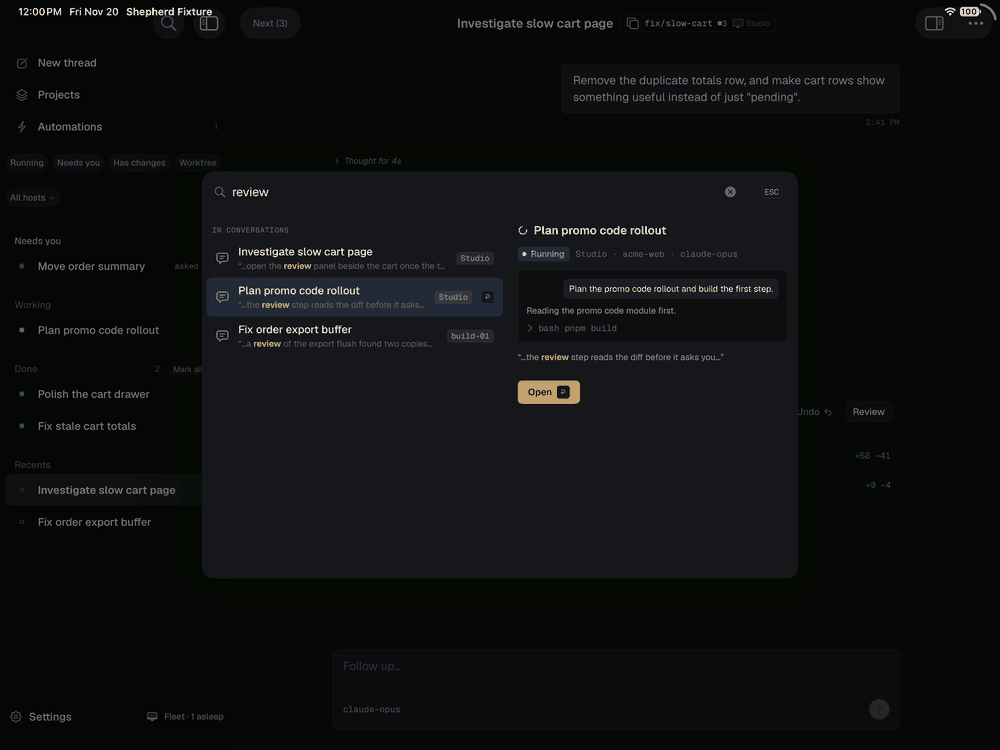 12:00 PM Fri Nov 20 Shepherd Fixture
100
Next (3)
Investigate slow cart page
fix/slow-cart
3
Studio
New thread
Projects
Automations
1
Running
Needs you
Has changes
Worktree
All hosts
Needs you
Move order summary
asked
Working
Plan promo code rollout
Done
2
Mark all
Polish the cart drawer
Fix stale cart totals
Recents
Investigate slow cart page
Fix order export buffer
Settings
Fleet · 1 asleep
Remove the duplicate totals row, and make cart rows show
something useful instead of just "pending".
2:41 PM
Thought for 4s
review
ESC
IN CONVERSATIONS
Investigate slow cart page
"…open the review panel beside the cart once the t…
Studio
Plan promo code rollout
"…the review step reads the diff before it asks…
Studio
Fix order export buffer
"…a review of the export flush found two copies…
build-01
Plan promo code rollout
Running
Studio · acme-web · claude-opus
Plan the promo code rollout and build the first step.
Reading the promo code module first.
bash pnpm build
"…the review step reads the diff before it asks you…"
Open
Undo
Review
+58 -41
+0 -4
Follow up…
claude-opus